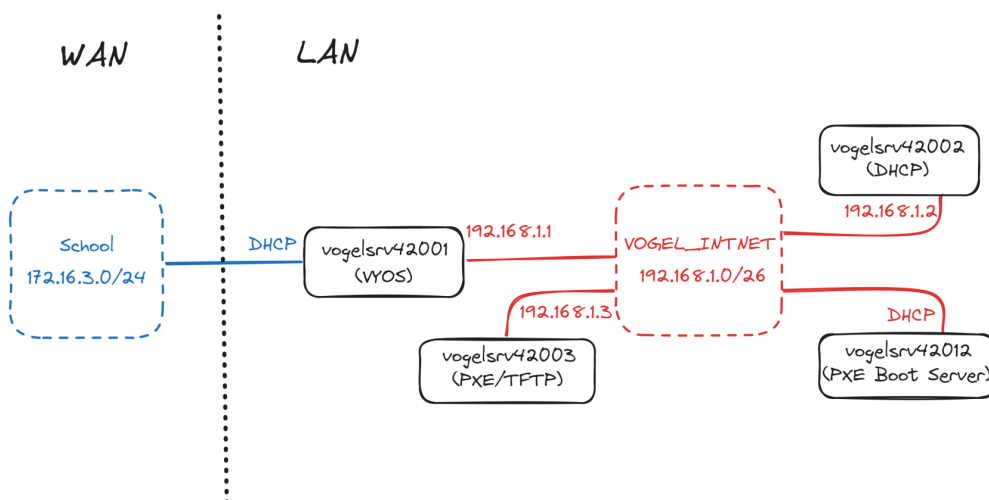 WAN
LAN
School
172.16.3.0/24
DHCP
vogelsrv42001
(VYOS)
192.168.1.1
VOGEL_INTNET
192.168.1.0/26
vogelsrv42002
(DHCP)
192.168.1.2
192.168.1.3
vogelsrv42003
(PXE/TFTP)
DHCP
vogelsrv42012
(PXE Boot Server)